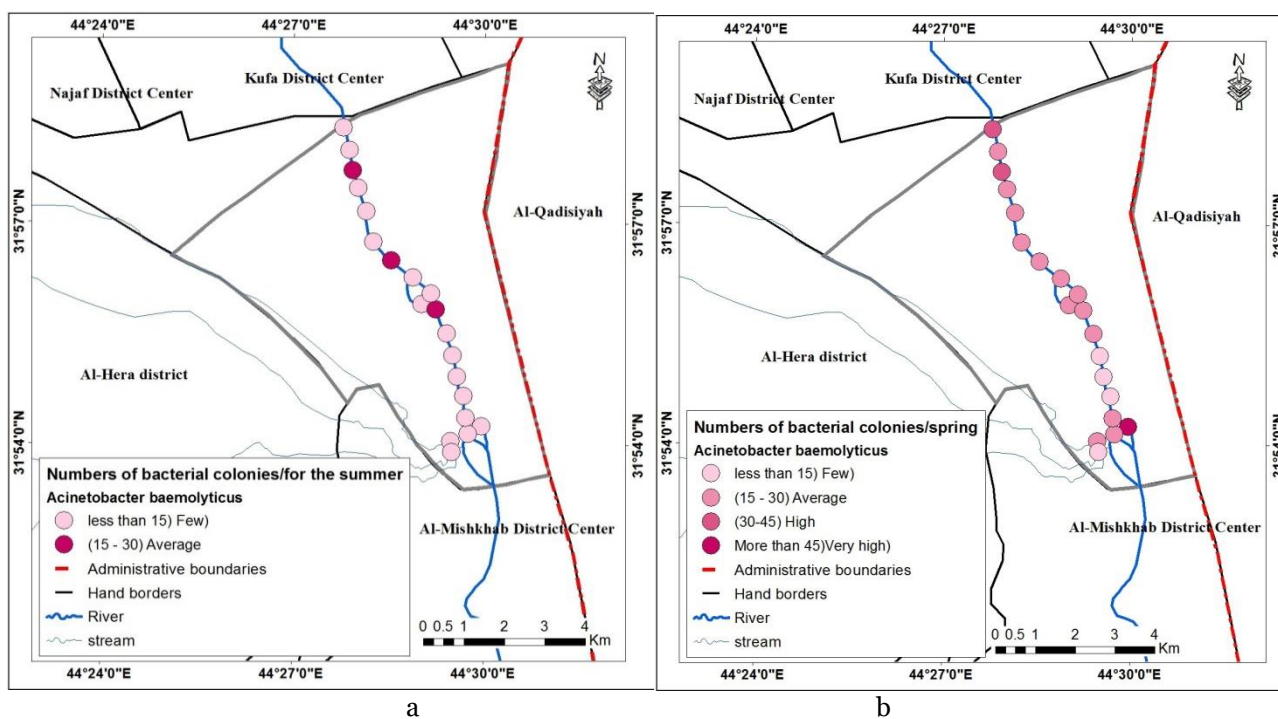 a
44°24'0"E 44°27'0"E 44°30'0"E
N
Kufa District Center
Najaf District Center
31°57'0"N 31°57'0"N
Al-Qadisiyah
Al-Hera district
31°54'0"N 31°54'0"N
Numbers of bacterial colonies/for the summer
Acinetobacter baemolyticus
less than 15) Few)
(15 - 30) Average
Administrative boundaries
Hand borders
River
stream
Al-Mishkhab District Center
0 0.5 1 2 3 4
Km
44°24'0"E 44°27'0"E 44°30'0"E
a
b
44°24'0"E 44°27'0"E 44°30'0"E
N
Kufa District Center
Najaf District Center
31°57'0"N
Al-Qadisiyah
Al-Hera district
31°54'0"N
Numbers of bacterial colonies/spring
Acinetobacter baemolyticus
less than 15) Few)
(15 - 30) Average
(30-45) High
More than 45)Very high)
Administrative boundaries
Hand borders
River
stream
Al-Mishkhab District Center
0 0.5 1 2 3 4
Km
44°24'0"E 44°27'0"E 44°30'0"E
b